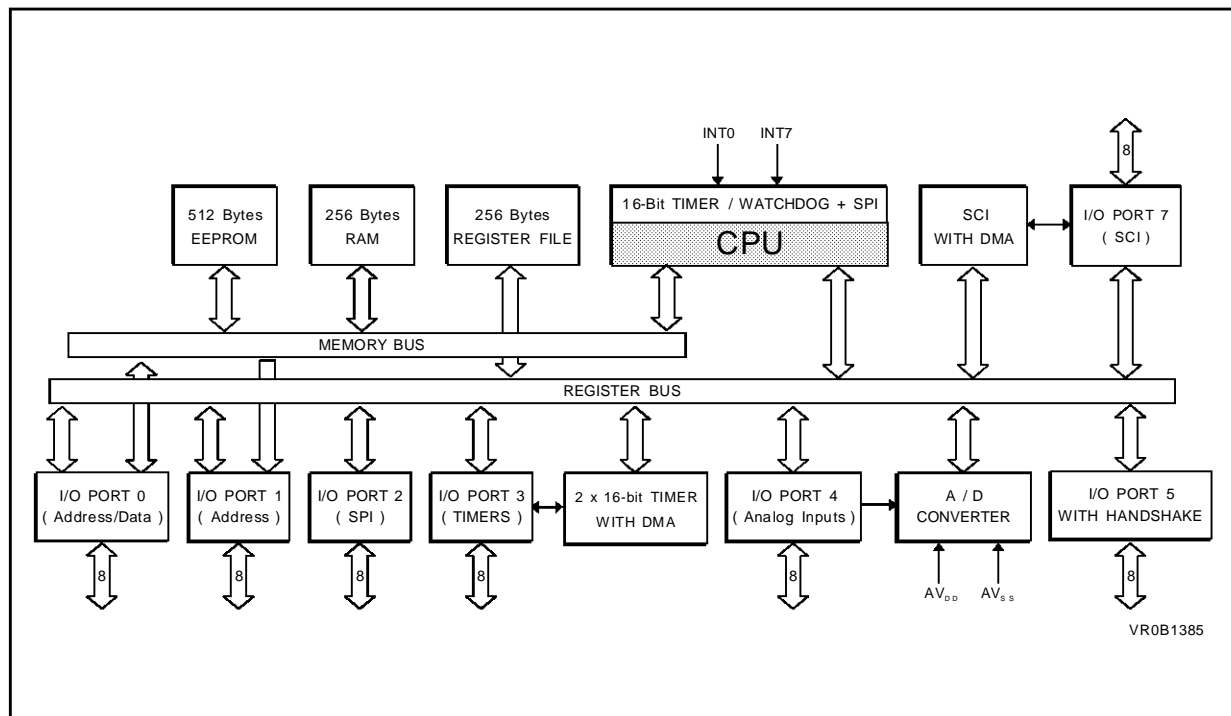 INT0
INT7
8
512 Bytes
EEPROM
256 Bytes
RAM
256 Bytes
REGISTER FILE
16-Bit TIMER / WATCHDOG + SPI
CPU
SCI
WITH DMA
I/O PORT 7
( SCI )
MEMORY BUS
REGISTER BUS
I/O PORT 0
( Address/Data )
I/O PORT 1
( Address )
I/O PORT 2
( SPI )
I/O PORT 3
( TIMERS )
2 x 16-bit TIMER
WITH DMA
I/O PORT 4
( Analog Inputs )
A / D
CONVERTER
I/O PORT 5
WITH HANDSHAKE
8
8
8
8
8
8
AVDD
AVSS
VR0B1385